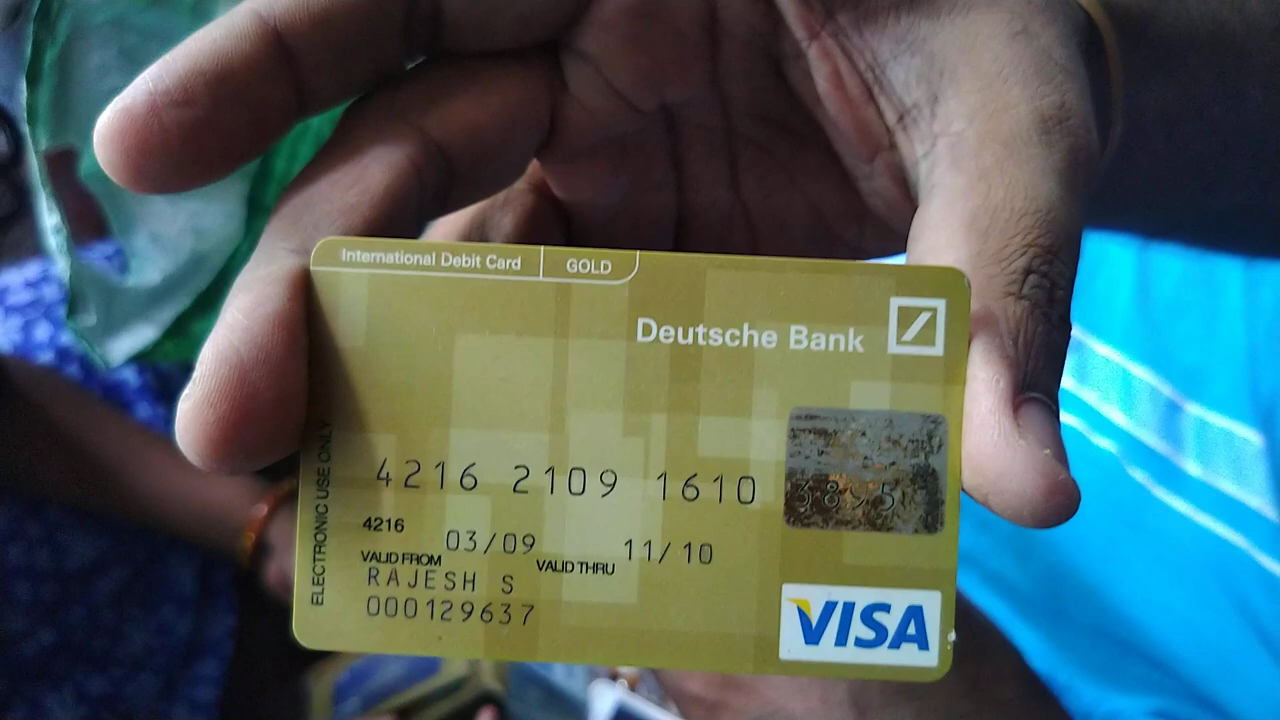 International Debit Card GOLD
Deutsche Bank
ELECTRONIC USE ONLY
4216 2109 1610
4216
VALID FROM 03/09 VALID THRU 11/10
RAJESH S
000129637
VISA